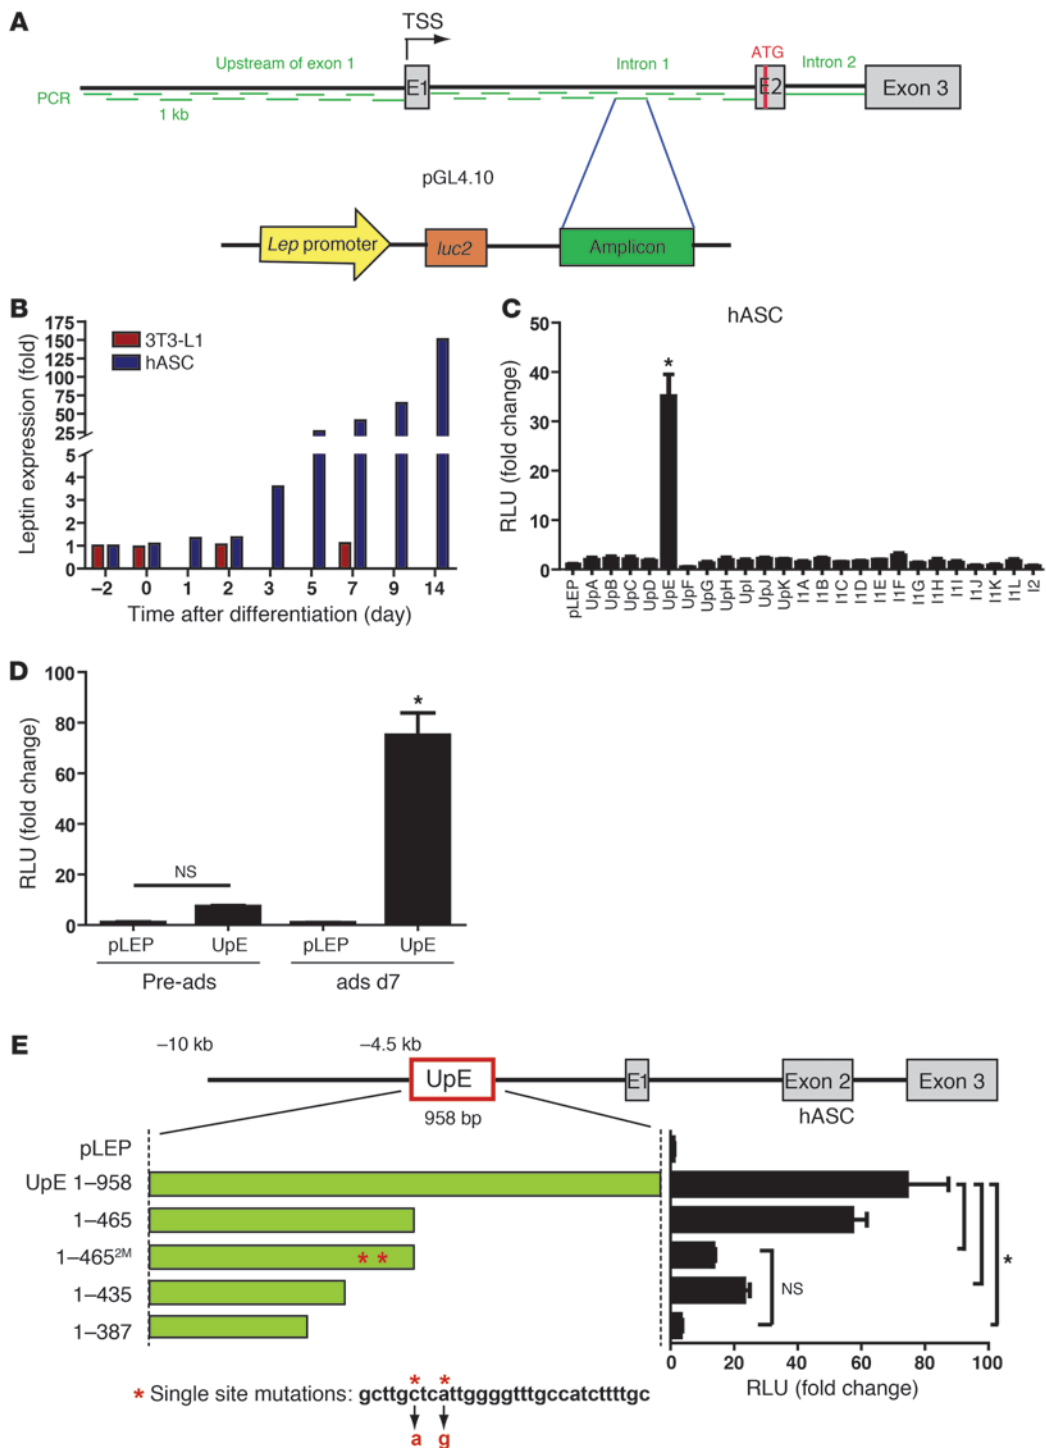 A
TSS
Upstream of exon 1
Intron 1
ATG
Intron 2
E1
E2
Exon 3
PCR
1 kb
pGL4.10
Lep promoter
luc2
Amplicon
B
Leptin expression (fold)
175
150
125
100
75
50
25
5
4
3
2
1
0
3T3-L1
hASC
−2 0 1 2 3 5 7 9 14
Time after differentiation (day)
C
hASC
RLU (fold change)
50
40
30
20
10
0
*
pLEP UpA UpB UpC UpD UpE UpF UpG UpH UpI UpJ UpK I1A I1B I1C I1D I1E I1F I1G I1H I1I I1J I1K I1L I2
D
RLU (fold change)
100
80
60
40
20
0
NS
*
pLEP UpE pLEP UpE
Pre-ads ads d7
E
−10 kb −4.5 kb
UpE
E1
Exon 2
Exon 3
958 bp
hASC
pLEP
UpE 1–958
1–465
1–465²ᴹ
* *
1–435
1–387
NS
*
0 20 40 60 80 100
RLU (fold change)
* *
* Single site mutations: gcttgctcattggggtttgccatcttttgc
a g